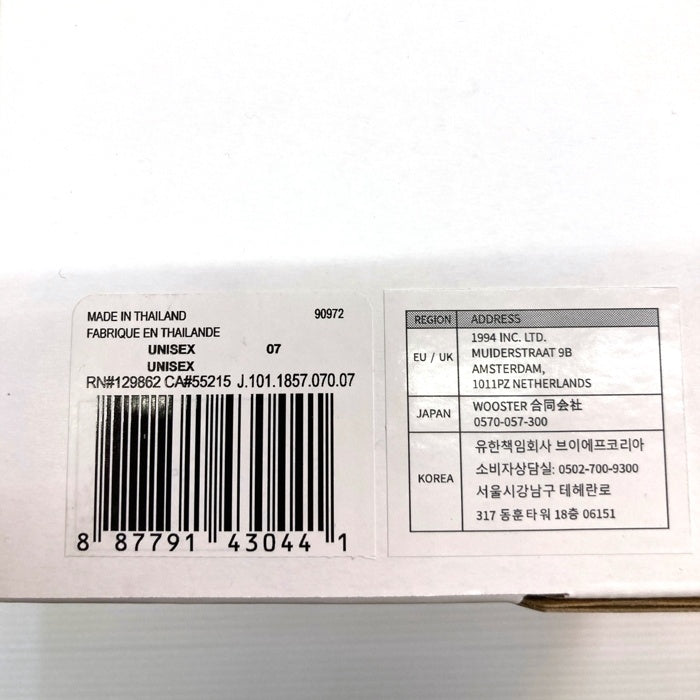 MADE IN THAILAND 90972
FABRIQUE EN THAILANDE
UNISEX 07
UNISEX
RN#129862 CA#55215 J.101.1857.070.07
8 87791 43044 1
REGION ADDRESS
EU / UK
1994 INC. LTD.
MUIDERSTRAAT 9B
AMSTERDAM,
1011PZ NETHERLANDS
JAPAN
WOOSTER 合同会社
0570-057-300
KOREA
유한책임회사 브이에프코리아
소비자상담실: 0502-700-9300
서울시강남구 테헤란로
317 동훈타워 18층 06151